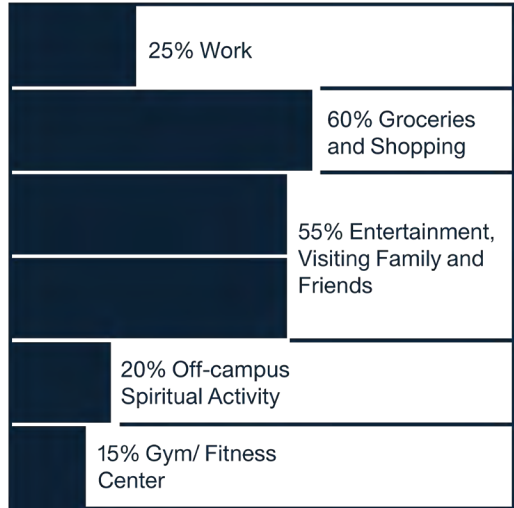 25% Work
60% Groceries
and Shopping
55% Entertainment,
Visiting Family and
Friends
20% Off-campus
Spiritual Activity
15% Gym/ Fitness
Center